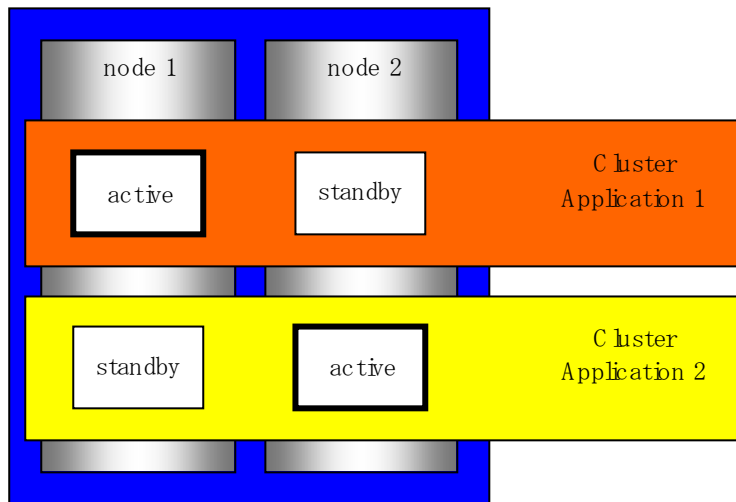 node 1
node 2
active
standby
Cluster
Application 1
standby
active
Cluster
Application 2